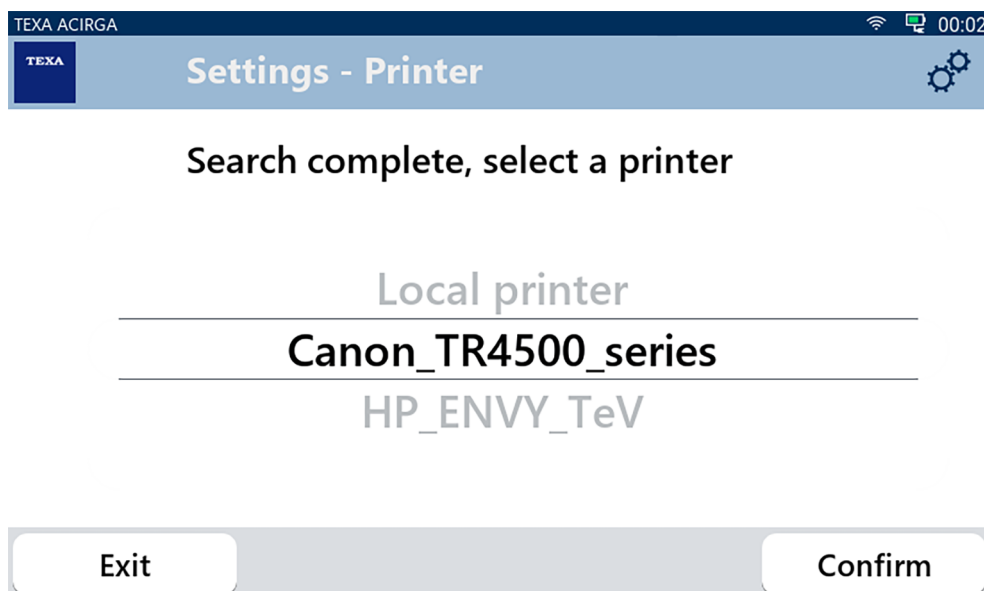 TEXA ACIRGA 00:02
TEXA
Settings - Printer
Search complete, select a printer
Local printer
Canon_TR4500_series
HP_ENVY_TeV
Exit Confirm